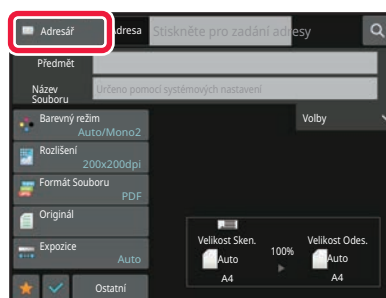 Adresář
Adresa Stiskněte pro zadání adresy
Předmět
Název Souboru
Určeno pomocí systémových nastavení
Barevný režim
Auto/Mono2
Volby
Rozlišení
200x200dpi
Formát Souboru
PDF
Originál
Expozice
Auto
Velikost Sken.
Auto
A4
100%
Velikost Odes.
Auto
A4
Ostatní